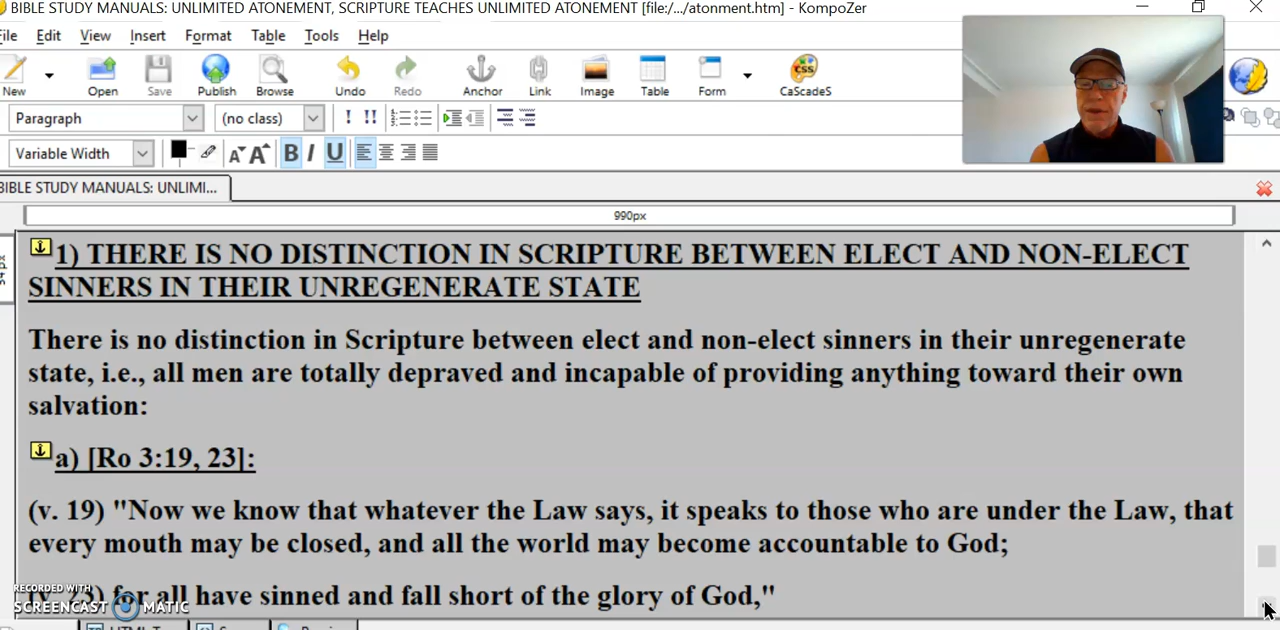 BIBLE STUDY MANUALS: UNLIMITED ATONEMENT, SCRIPTURE TEACHES UNLIMITED ATONEMENT [file:/.../atonment.htm] - KompoZer
File Edit View Insert Format Table Tools Help
New Open Save Publish Browse Undo Redo Anchor Link Image Table Form CaScadeS
Paragraph (no class) ! !!
Variable Width A A B I U
BIBLE STUDY MANUALS: UNLIMI...
990px
1) THERE IS NO DISTINCTION IN SCRIPTURE BETWEEN ELECT AND NON-ELECT
SINNERS IN THEIR UNREGENERATE STATE
There is no distinction in Scripture between elect and non-elect sinners in their unregenerate
state, i.e., all men are totally depraved and incapable of providing anything toward their own
salvation:
a) [Ro 3:19, 23]:
(v. 19) "Now we know that whatever the Law says, it speaks to those who are under the Law, that
every mouth may be closed, and all the world may become accountable to God;
(v. 23) for all have sinned and fall short of the glory of God,"
RECORDED WITH
SCREENCAST MATIC